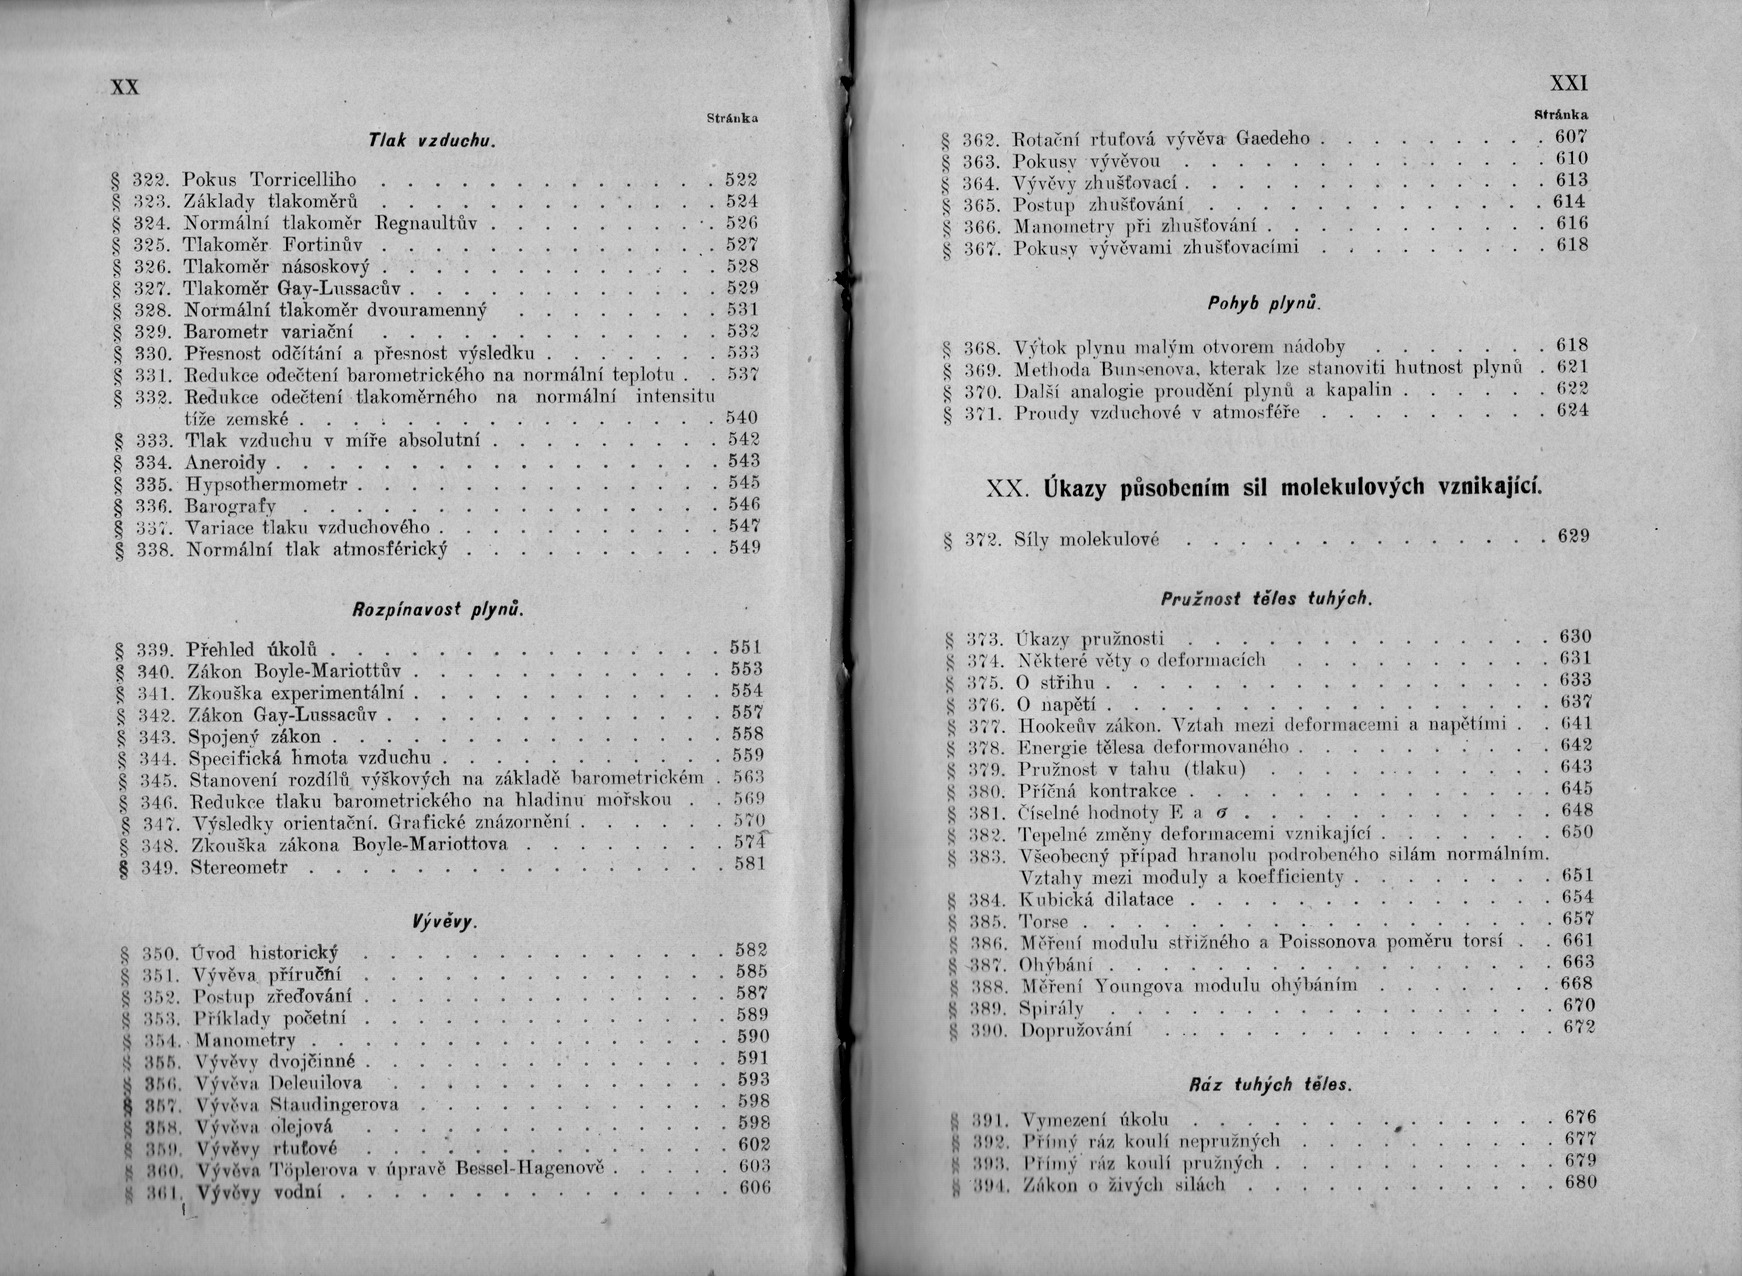 XX
Stránka
Tlak vzduchu.
§ 322. Pokus Torricelliho . . . . . . . . . . . . . 522
§ 323. Základy tlakoměrů . . . . . . . . . . . . . 524
§ 324. Normální tlakoměr Regnaultův . . . . . . . . . 526
§ 325. Tlakoměr Fortinův . . . . . . . . . . . . . 527
§ 326. Tlakoměr násoskový . . . . . . . . . . . . . 528
§ 327. Tlakoměr Gay-Lussacův . . . . . . . . . . . . 529
§ 328. Normální tlakoměr dvouramenný . . . . . . . . 531
§ 329. Barometr variační . . . . . . . . . . . . . 532
§ 330. Přesnost odčítání a přesnost výsledku . . . . . . . 533
§ 331. Redukce odečtení barometrického na normální teplotu . . 537
§ 332. Redukce odečtení tlakoměrného na normální intensitu
tíže zemské . . . . . . . . . . . . . . . . 540
§ 333. Tlak vzduchu v míře absolutní . . . . . . . . . 542
§ 334. Aneroidy . . . . . . . . . . . . . . . . . 543
§ 335. Hypsothermometr . . . . . . . . . . . . . . 545
§ 336. Barografy . . . . . . . . . . . . . . . . 546
§ 337. Variace tlaku vzduchového . . . . . . . . . . . 547
§ 338. Normální tlak atmosférický . . . . . . . . . . 549
Rozpínavost plynů.
§ 339. Přehled úkolů . . . . . . . . . . . . . . . 551
§ 340. Zákon Boyle-Mariottův . . . . . . . . . . . . 553
§ 341. Zkouška experimentální . . . . . . . . . . . . 554
§ 342. Zákon Gay-Lussacův . . . . . . . . . . . . . 557
§ 343. Spojený zákon . . . . . . . . . . . . . . . 558
§ 344. Specifická hmota vzduchu . . . . . . . . . . . 559
§ 345. Stanovení rozdílů výškových na základě barometrickém . 563
§ 346. Redukce tlaku barometrického na hladinu mořskou . . 569
§ 347. Výsledky orientační. Grafické znázornění . . . . . . 570
§ 348. Zkouška zákona Boyle-Mariottova . . . . . . . . 574
§ 349. Stereometr . . . . . . . . . . . . . . . . 581
Vývěvy.
§ 350. Úvod historický . . . . . . . . . . . . . . 582
§ 351. Vývěva příruční . . . . . . . . . . . . . . 585
§ 352. Postup zřeďování . . . . . . . . . . . . . . 587
§ 353. Příklady početní . . . . . . . . . . . . . . 589
§ 354. Manometry . . . . . . . . . . . . . . . . 590
§ 355. Vývěvy dvojčinné . . . . . . . . . . . . . . 591
§ 356. Vývěva Deleuilova . . . . . . . . . . . . . 593
§ 357. Vývěva Staudingerova . . . . . . . . . . . . 598
§ 358. Vývěva olejová . . . . . . . . . . . . . . 598
§ 359. Vývěvy rtuťové . . . . . . . . . . . . . . 602
§ 360. Vývěva Töplerova v úpravě Bessel-Hagenově . . . . . 603
§ 361. Vývěvy vodní . . . . . . . . . . . . . . . 606
XXI
Stránka
§ 362. Rotační rtuťová vývěva Gaedeho . . . . . . . . . 607
§ 363. Pokusy vývěvou . . . . . . . . . . . . . . 610
§ 364. Vývěvy zhušťovací . . . . . . . . . . . . . . 613
§ 365. Postup zhušťování . . . . . . . . . . . . . 614
§ 366. Manometry při zhušťování . . . . . . . . . . . 616
§ 367. Pokusy vývěvami zhušťovacími . . . . . . . . . 618
Pohyb plynů.
§ 368. Výtok plynu malým otvorem nádoby . . . . . . . 618
§ 369. Methoda Bunsenova, kterak lze stanoviti hutnost plynů . 621
§ 370. Další analogie proudění plynů a kapalin . . . . . . 622
§ 371. Proudy vzduchové v atmosféře . . . . . . . . . 624
XX. Úkazy působením sil molekulových vznikající.
§ 372. Síly molekulové . . . . . . . . . . . . . . 629
Pružnost těles tuhých.
§ 373. Úkazy pružnosti . . . . . . . . . . . . . . 630
§ 374. Některé věty o deformacích . . . . . . . . . . 631
§ 375. O střihu . . . . . . . . . . . . . . . . . 633
§ 376. O napětí . . . . . . . . . . . . . . . . . 637
§ 377. Hookeův zákon. Vztah mezi deformacemi a napětími . . 641
§ 378. Energie tělesa deformovaného . . . . . . . . . . 642
§ 379. Pružnost v tahu (tlaku) . . . . . . . . . . . 643
§ 380. Příčná kontrakce . . . . . . . . . . . . . . 645
§ 381. Číselné hodnoty E a σ . . . . . . . . . . . . 648
§ 382. Tepelné změny deformacemi vznikající . . . . . . . 650
§ 383. Všeobecný případ hranolu podrobeného silám normálním.
Vztahy mezi moduly a koefficienty . . . . . . . . 651
§ 384. Kubická dilatace . . . . . . . . . . . . . . 654
§ 385. Torse . . . . . . . . . . . . . . . . . . 657
§ 386. Měření modulu střižného a Poissonova poměru torsí . . 661
§ 387. Ohýbání . . . . . . . . . . . . . . . . . 663
§ 388. Měření Youngova modulu ohýbáním . . . . . . . 668
§ 389. Spirály . . . . . . . . . . . . . . . . . 670
§ 390. Dopružování . . . . . . . . . . . . . . . 672
Ráz tuhých těles.
§ 391. Vymezení úkolu . . . . . . . . . . . . . . 676
§ 392. Přímý ráz koulí nepružných . . . . . . . . . . 677
§ 393. Přímý ráz koulí pružných . . . . . . . . . . . 679
§ 394. Zákon o živých silách . . . . . . . . . . . . 680